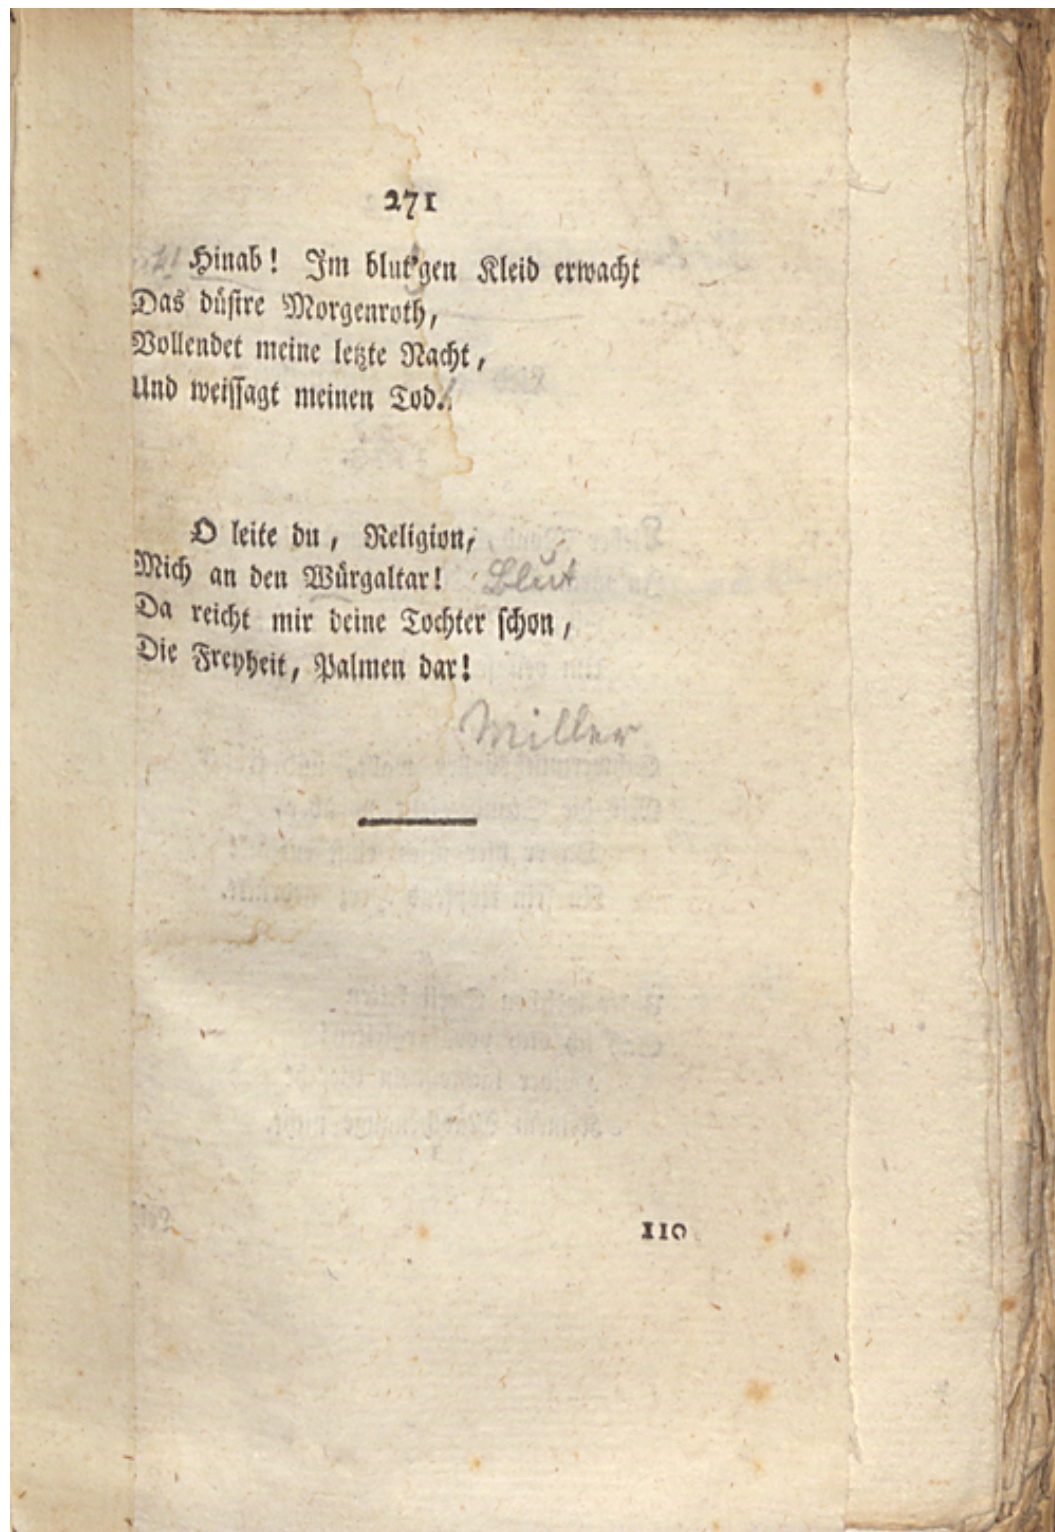 271
Hinab! Im blut'gen Kleid erwacht
Das düstre Morgenroth,
Vollendet meine letzte Nacht,
Und weissagt meinen Tod.
O leite du, Religion,
Mich an den Würgaltar! Blut
Da reicht mir deine Tochter schon,
Die Freyheit, Palmen dar!
Miller
110